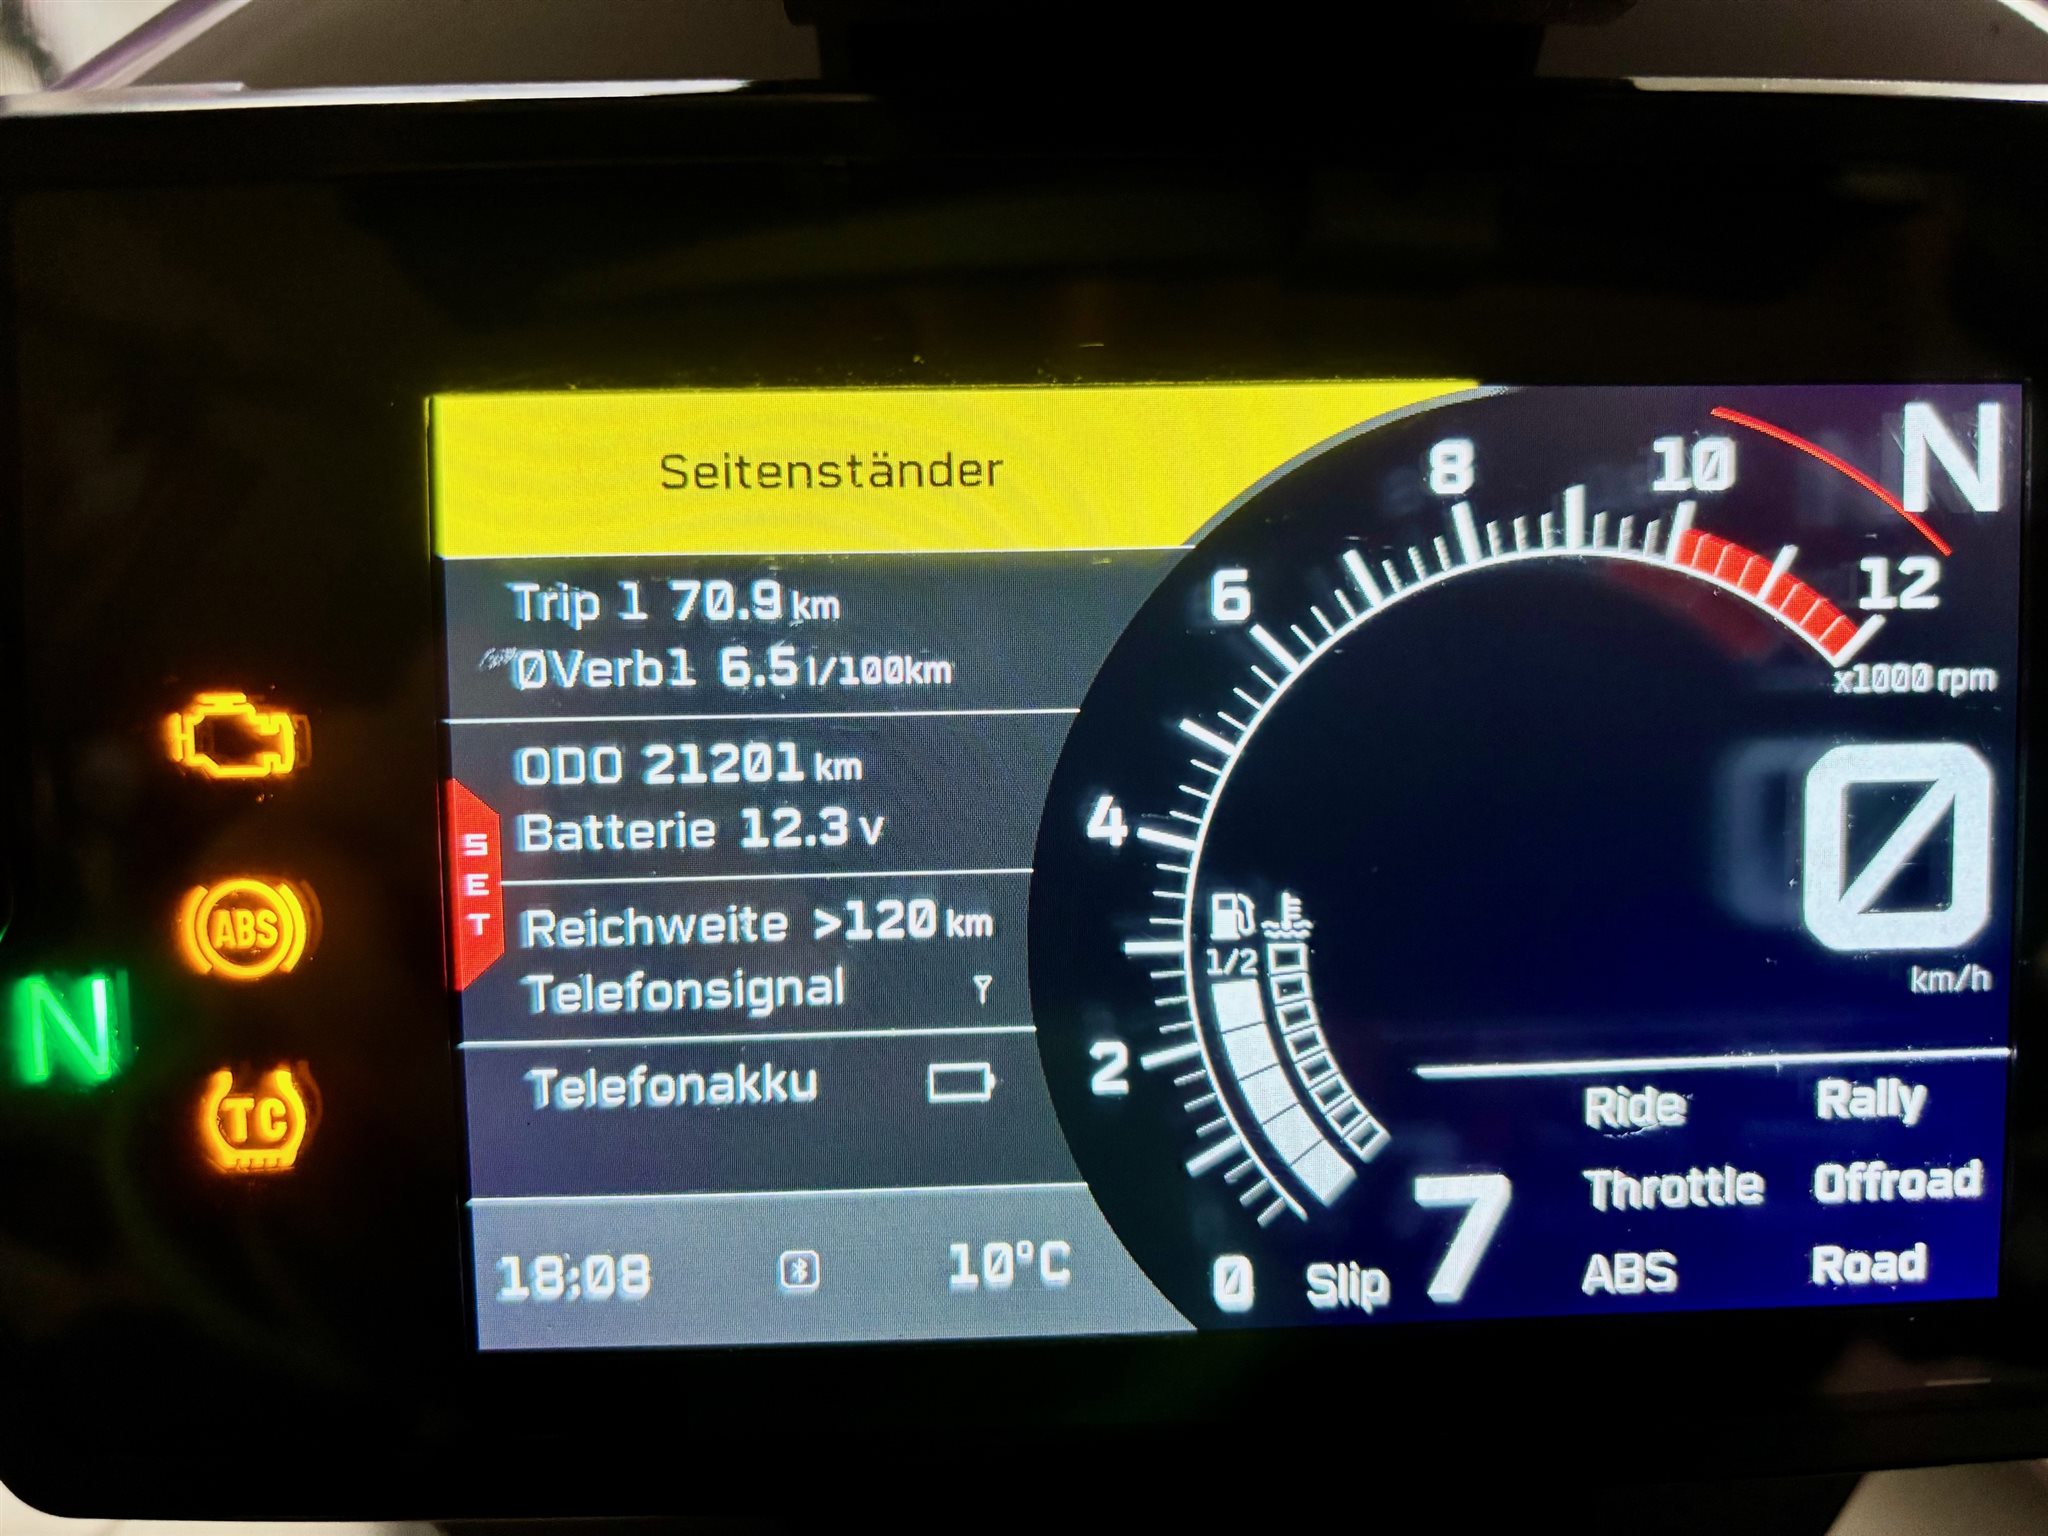 Seitenständer
Trip 1 70.9 km
ØVerb1 6.5 l/100km
ODO 21201 km
Batterie 12.3 V
SET
Reichweite >120 km
Telefonsignal
Telefonakku
18:08
10°C
N
ABS
TC
N
12
10
8
6
4
2
0
x1000 rpm
0
km/h
1/2
Slip 7
Ride Rally
Throttle Offroad
ABS Road